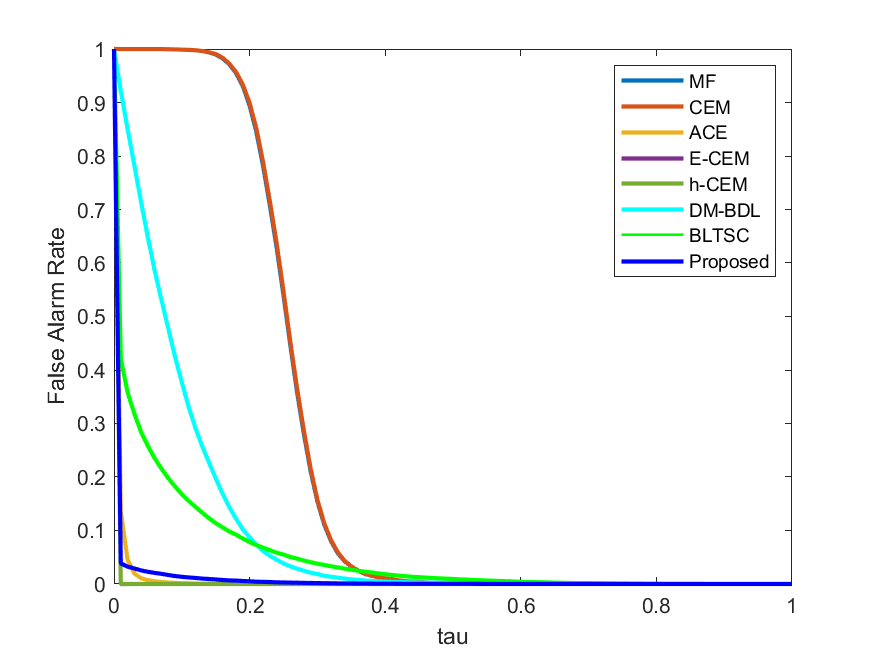 False Alarm Rate
1
0.9
0.8
0.7
0.6
0.5
0.4
0.3
0.2
0.1
0
0
0.2
0.4
0.6
0.8
1
tau
MF
CEM
ACE
E-CEM
h-CEM
DM-BDL
BLTSC
Proposed